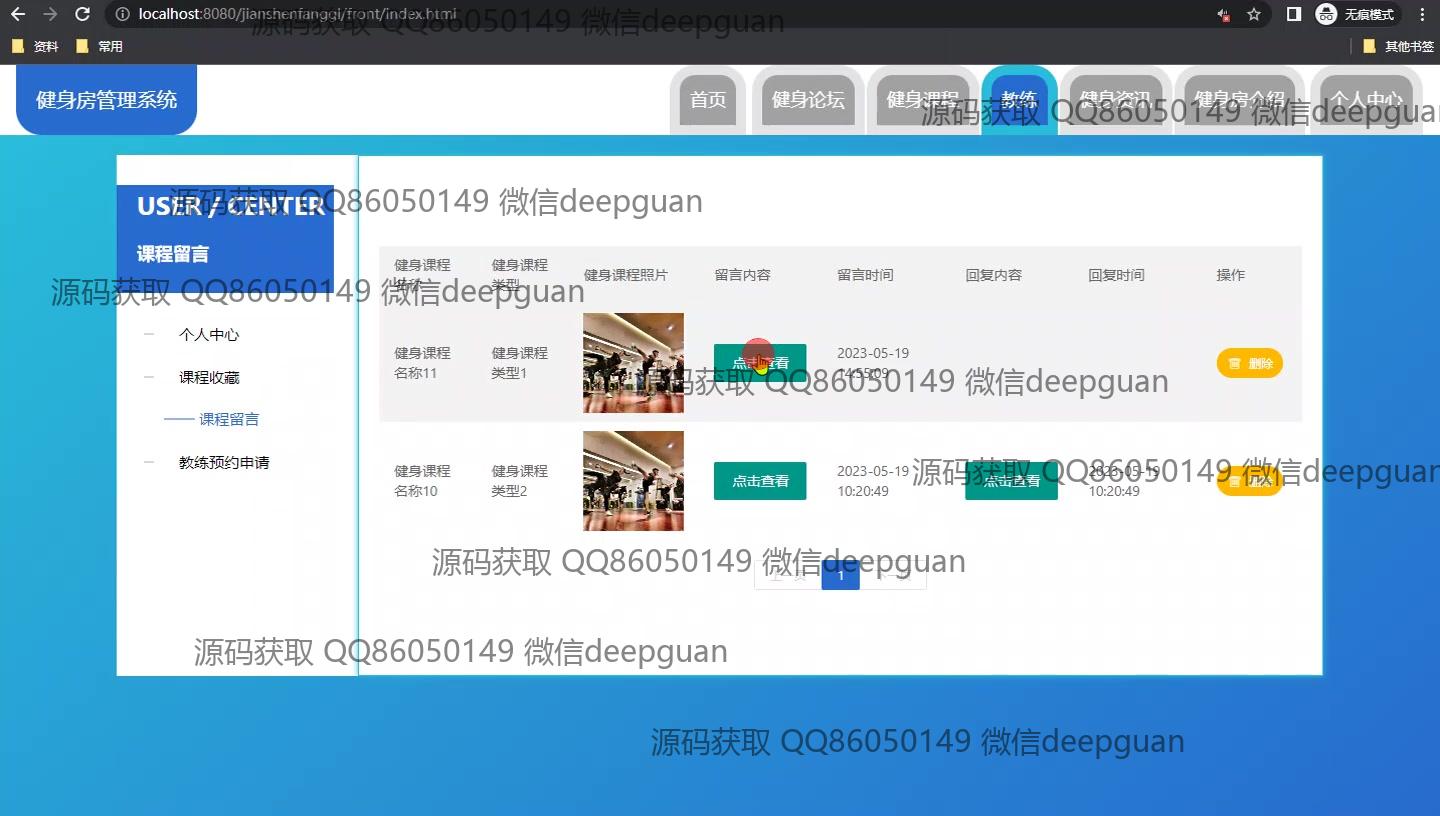 localhost:8080/jianshenfangqi/front/index.html
无痕模式
资料
常用
其他书签
源码获取 QQ86050149 微信deepguan
健身房管理系统
首页
健身论坛
健身课程
教练
健身资讯
健身房介绍
个人中心
源码获取 QQ86050149 微信deepguan
源码获取 QQ86050149 微信deepguan
USER / CENTER
课程留言
源码获取 QQ86050149 微信deepguan
个人中心
课程收藏
课程留言
教练预约申请
健身课程
名称
健身课程
类型
健身课程照片
留言内容
留言时间
回复内容
回复时间
操作
健身课程
名称11
健身课程
类型1
点击查看
2023-05-19
14:55:09
删除
源码获取 QQ86050149 微信deepguan
健身课程
名称10
健身课程
类型2
点击查看
2023-05-19
10:20:49
点击查看
2023-05-19
10:20:49
删除
源码获取 QQ86050149 微信deepguan
源码获取 QQ86050149 微信deepguan
上一页
1
下一页
源码获取 QQ86050149 微信deepguan
源码获取 QQ86050149 微信deepguan